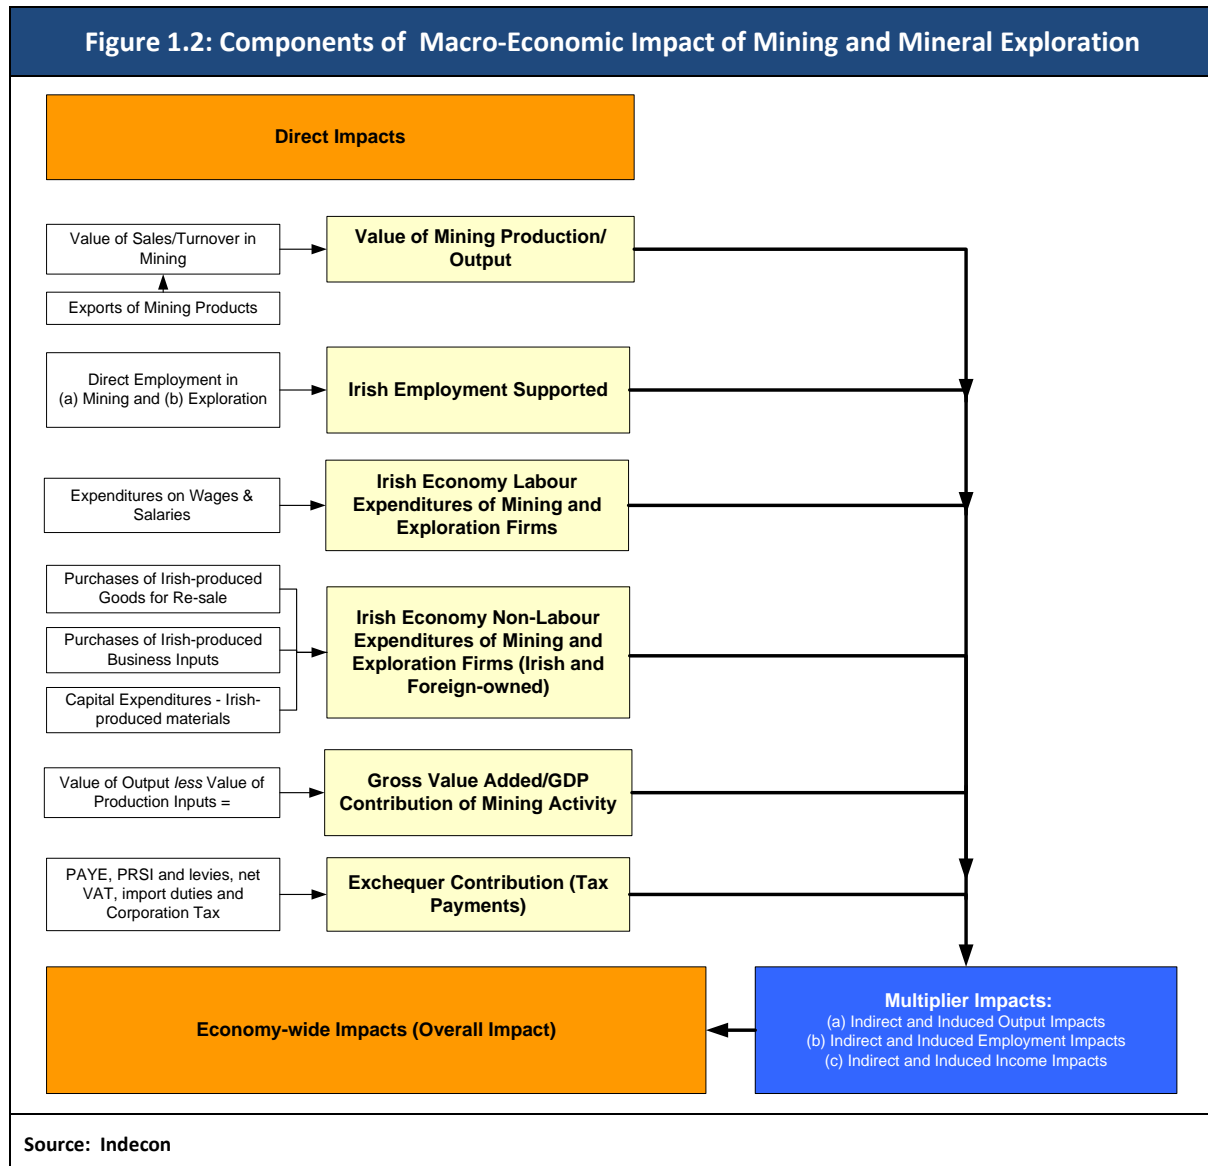 Figure 1.2: Components of  Macro-Economic Impact of Mining and Mineral Exploration
Direct Impacts
Value of Sales/Turnover in
Mining
Value of Mining Production/
Output
Exports of Mining Products
Direct Employment in
(a) Mining and (b) Exploration
Irish Employment Supported
Expenditures on Wages &
Salaries
Irish Economy Labour
Expenditures of Mining and
Exploration Firms
Purchases of Irish-produced
Goods for Re-sale
Purchases of Irish-produced
Business Inputs
Capital Expenditures - Irish-
produced materials
Irish Economy Non-Labour
Expenditures of Mining and
Exploration Firms (Irish and
Foreign-owned)
Value of Output less Value of
Production Inputs =
Gross Value Added/GDP
Contribution of Mining Activity
PAYE, PRSI and levies, net
VAT, import duties and
Corporation Tax
Exchequer Contribution (Tax
Payments)
Economy-wide Impacts (Overall Impact)
Multiplier Impacts:
(a) Indirect and Induced Output Impacts
(b) Indirect and Induced Employment Impacts
(c) Indirect and Induced Income Impacts
Source:  Indecon